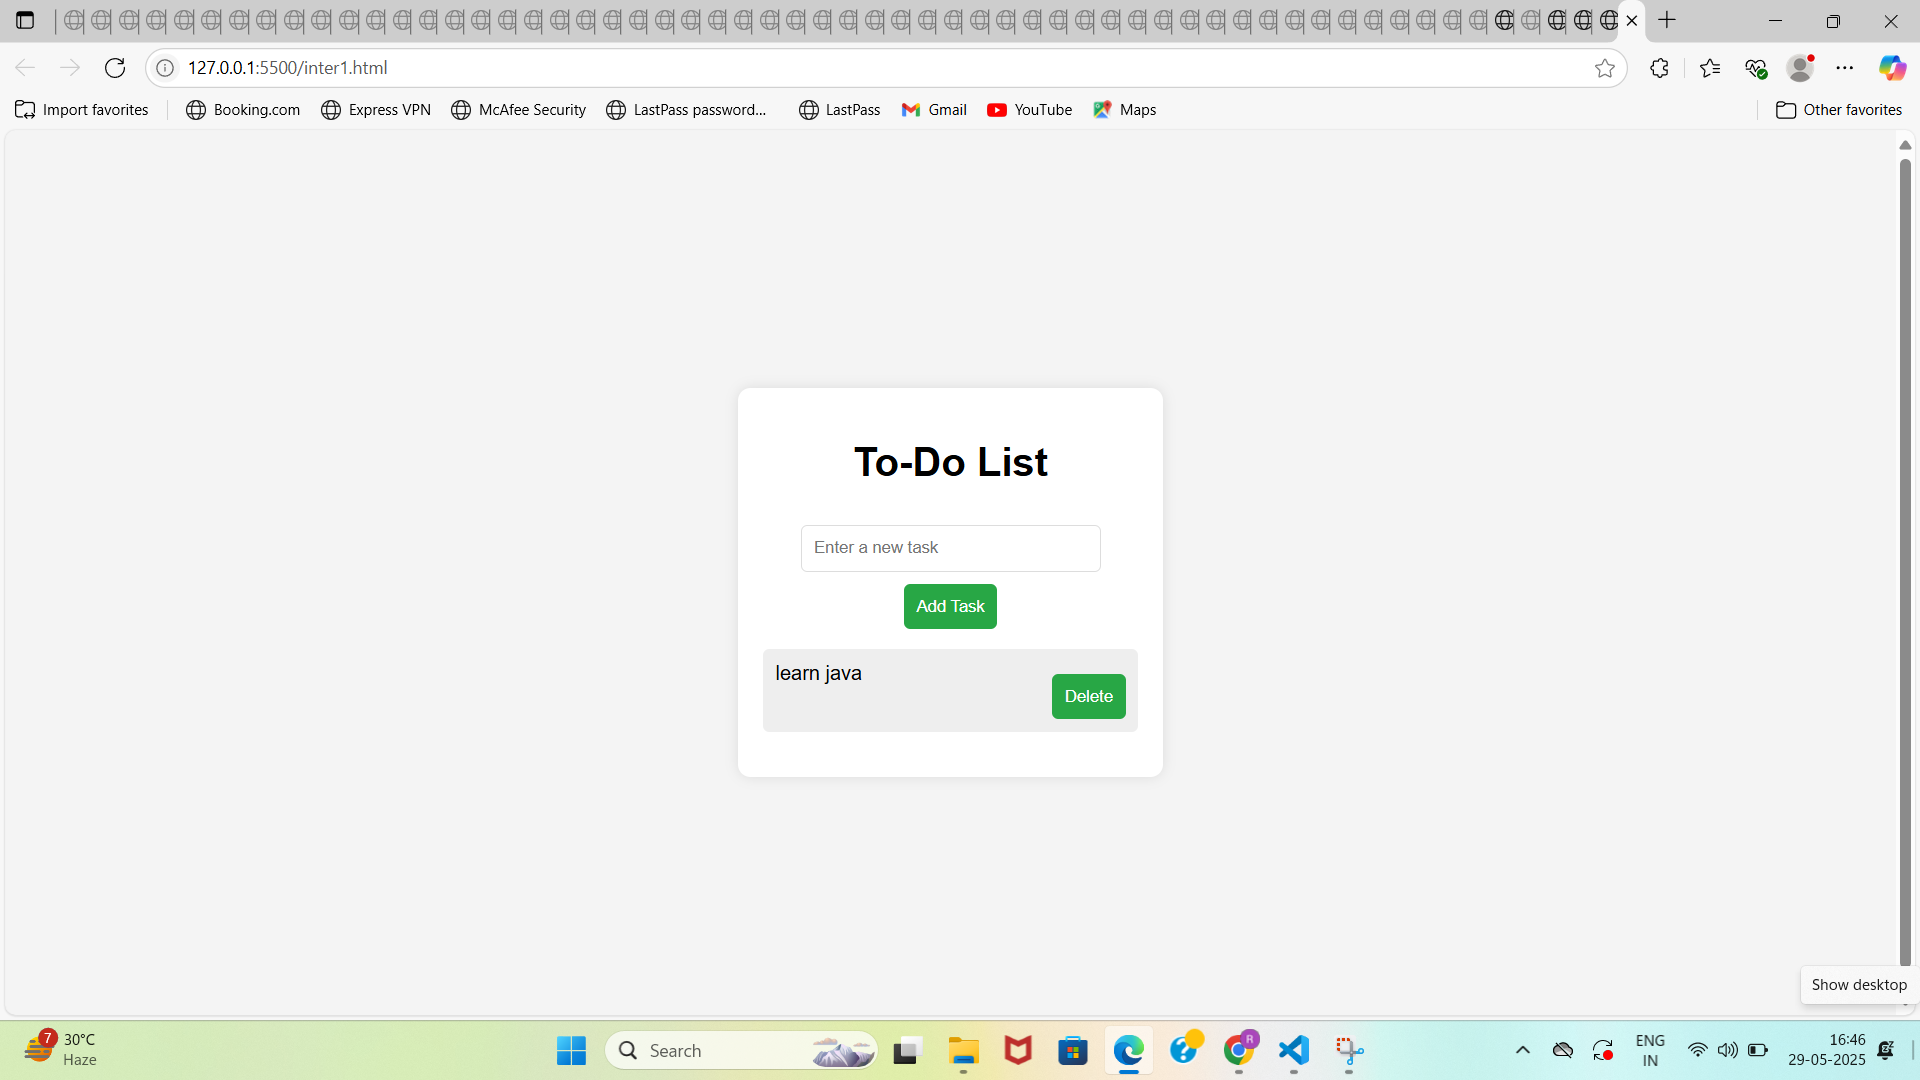 127.0.0.1:5500/inter1.html
Import favorites Booking.com Express VPN McAfee Security LastPass password... LastPass Gmail YouTube Maps Other favorites
To-Do List
Enter a new task
Add Task
learn java
Delete
Show desktop
7 30°C
Haze
Search
R
ENG
IN
16:46
29-05-2025